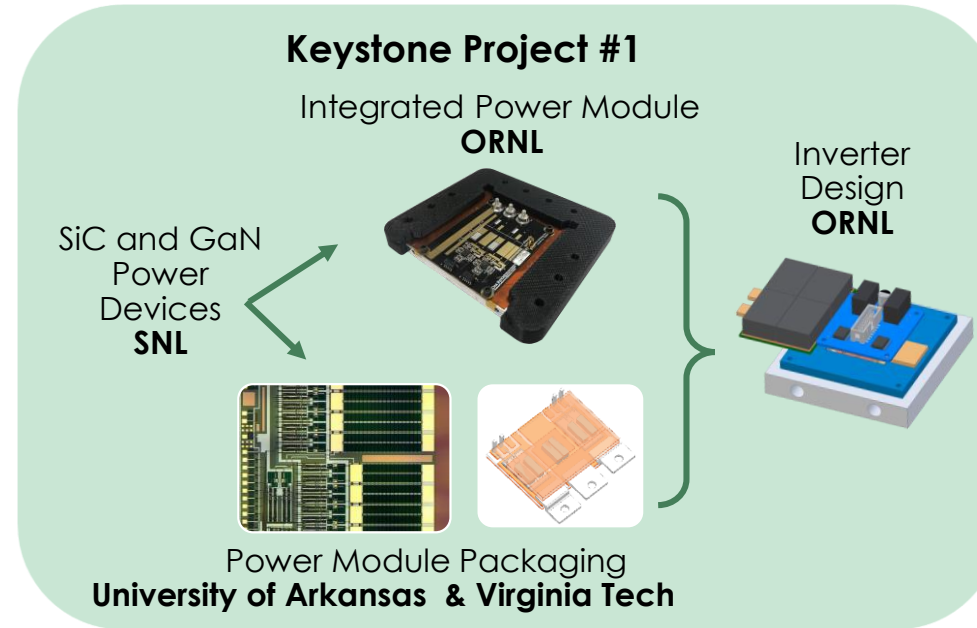 Keystone Project #1
Integrated Power Module
ORNL
SiC and GaN
Power
Devices
SNL
Inverter
Design
ORNL
Power Module Packaging
University of Arkansas & Virginia Tech